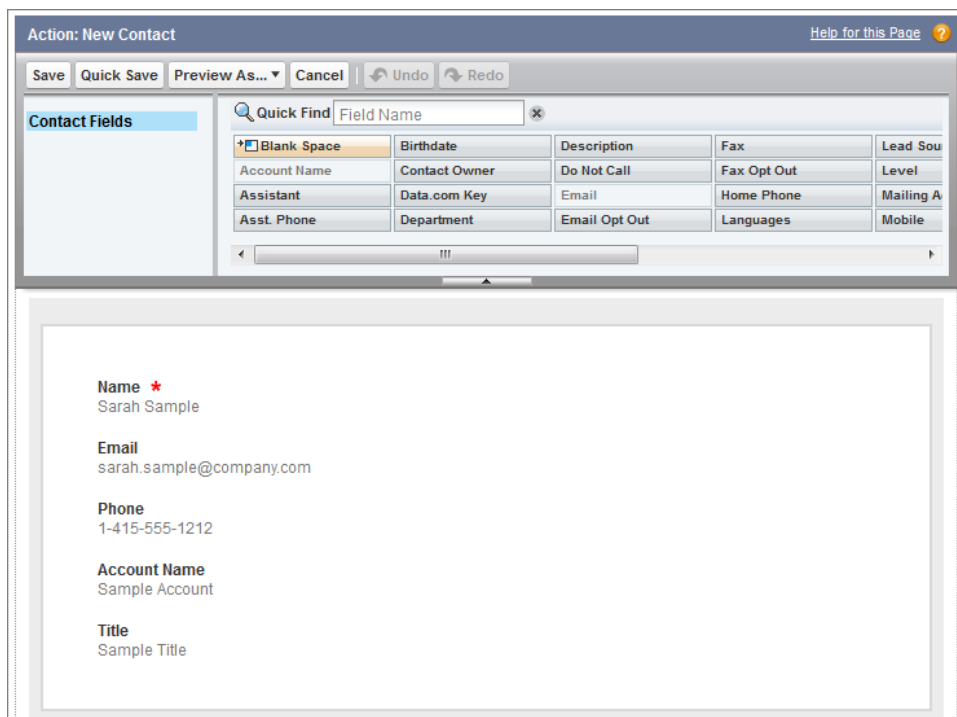 Action: New Contact Help for this Page ?
Save Quick Save Preview As... Cancel Undo Redo
Contact Fields
Quick Find Field Name
Blank Space Birthdate Description Fax Lead Sou
Account Name Contact Owner Do Not Call Fax Opt Out Level
Assistant Data.com Key Email Home Phone Mailing A
Asst. Phone Department Email Opt Out Languages Mobile
Name *
Sarah Sample
Email
sarah.sample@company.com
Phone
1-415-555-1212
Account Name
Sample Account
Title
Sample Title